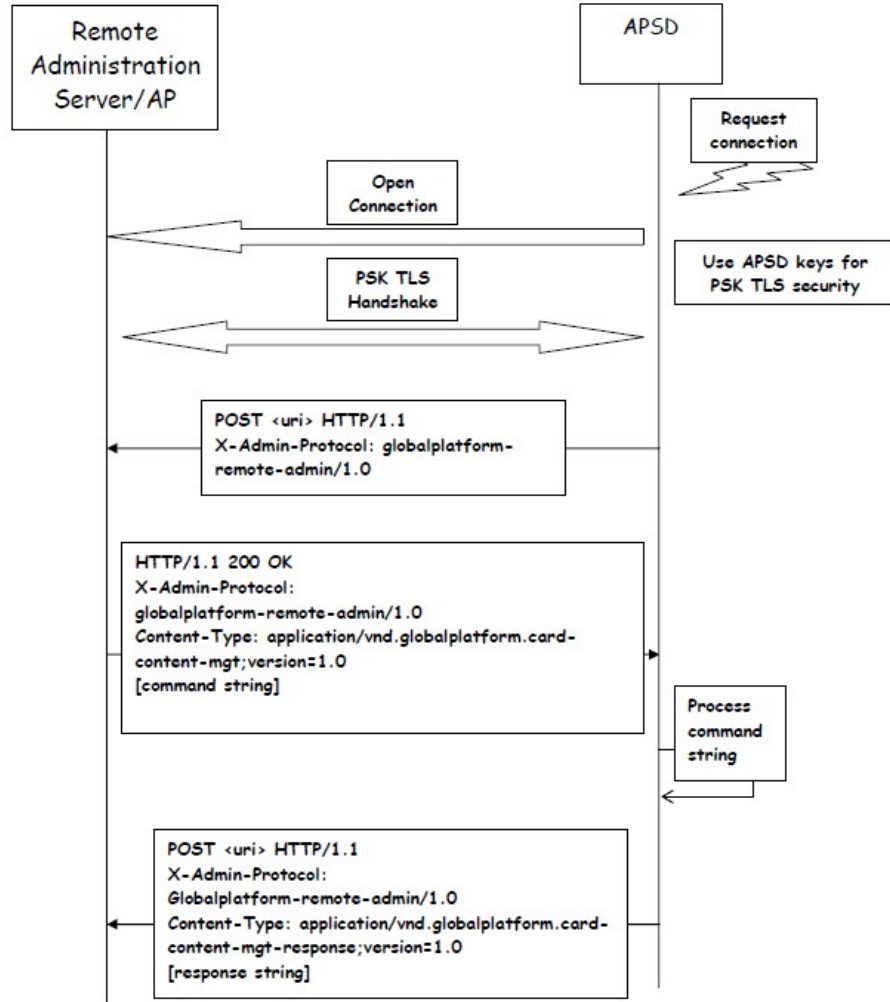 Remote
Administration
Server/AP
APSD
Request
connection
Open
Connection
Use APSD keys for
PSK TLS security
PSK TLS
Handshake
POST <uri> HTTP/1.1
X-Admin-Protocol: globalplatform-
remote-admin/1.0
HTTP/1.1 200 OK
X-Admin-Protocol:
globalplatform-remote-admin/1.0
Content-Type: application/vnd.globalplatform.card-
content-mgt;version=1.0
[command string]
Process
command
string
POST <uri> HTTP/1.1
X-Admin-Protocol:
Globalplatform-remote-admin/1.0
Content-Type: application/vnd.globalplatform.card-
content-mgt-response;version=1.0
[response string]